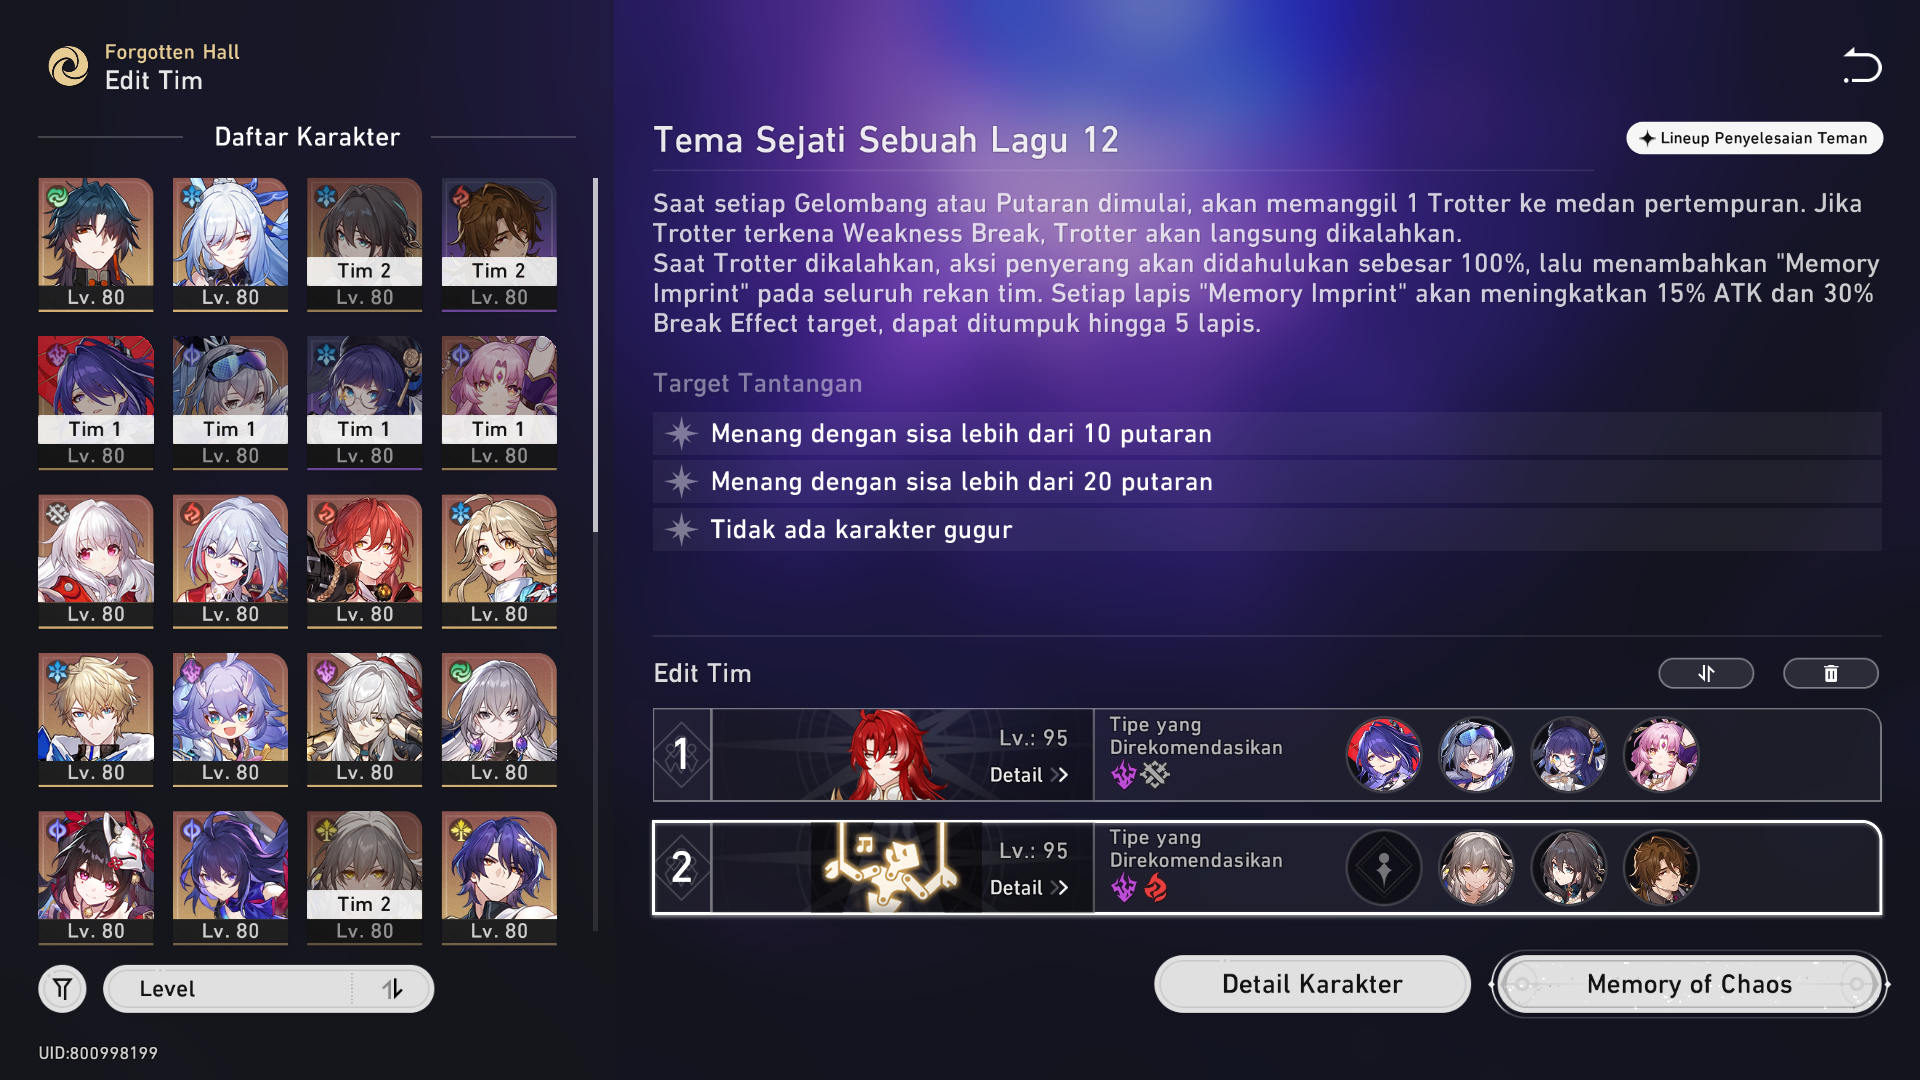 Forgotten Hall
Edit Tim
Daftar Karakter
Lv. 80
Lv. 80
Tim 2
Lv. 80
Tim 2
Lv. 80
Tim 1
Lv. 80
Tim 1
Lv. 80
Tim 1
Lv. 80
Tim 1
Lv. 80
Lv. 80
Lv. 80
Lv. 80
Lv. 80
Lv. 80
Lv. 80
Lv. 80
Lv. 80
Lv. 80
Lv. 80
Tim 2
Lv. 80
Lv. 80
Level
UID:800998199
Tema Sejati Sebuah Lagu 12
Lineup Penyelesaian Teman
Saat setiap Gelombang atau Putaran dimulai, akan memanggil 1 Trotter ke medan pertempuran. Jika
Trotter terkena Weakness Break, Trotter akan langsung dikalahkan.
Saat Trotter dikalahkan, aksi penyerang akan didahulukan sebesar 100%, lalu menambahkan "Memory
Imprint" pada seluruh rekan tim. Setiap lapis "Memory Imprint" akan meningkatkan 15% ATK dan 30%
Break Effect target, dapat ditumpuk hingga 5 lapis.
Target Tantangan
Menang dengan sisa lebih dari 10 putaran
Menang dengan sisa lebih dari 20 putaran
Tidak ada karakter gugur
Edit Tim
1
Lv.: 95
Detail
Tipe yang
Direkomendasikan
2
Lv.: 95
Detail
Tipe yang
Direkomendasikan
Detail Karakter
Memory of Chaos